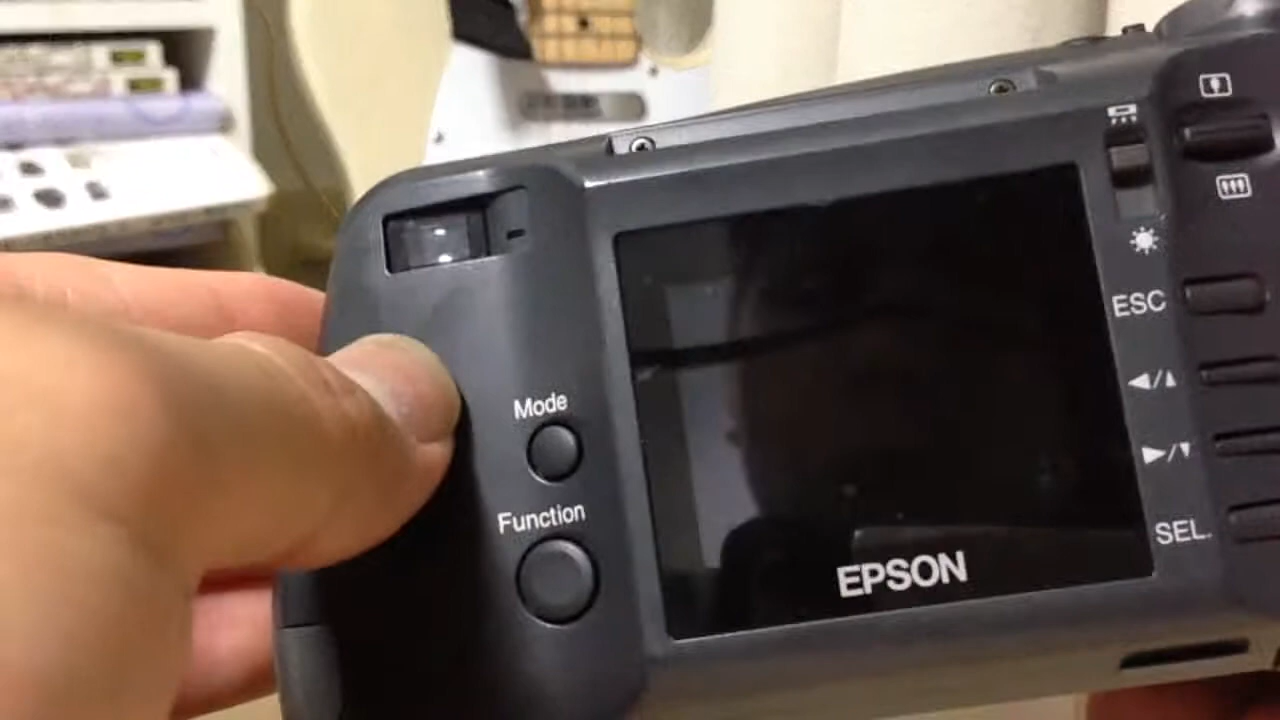 Mode
Function
EPSON
ESC
◀/▲
▶/▼
SEL.